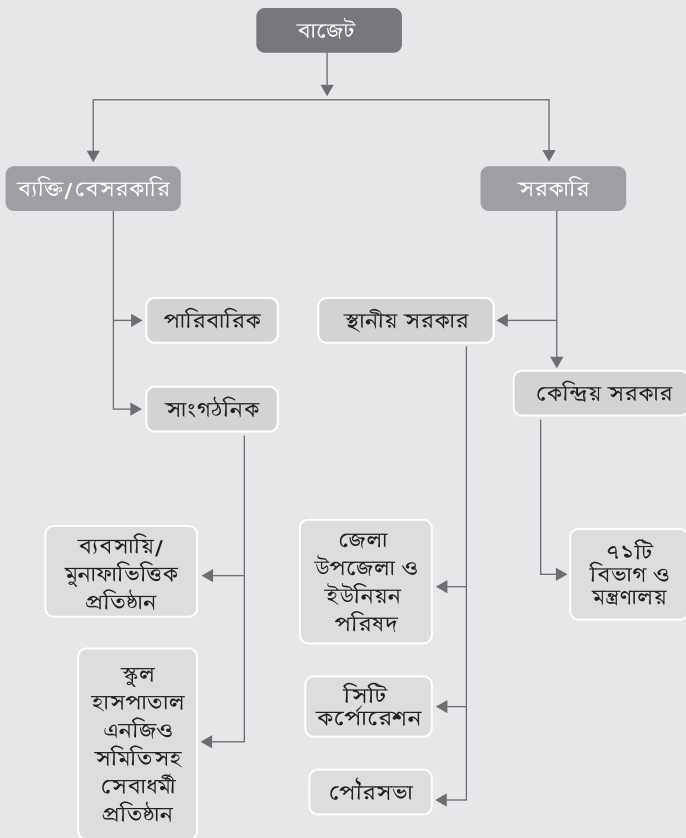 বাজেট
ব্যক্তি/বেসরকারি
সরকারি
পারিবারিক
স্থানীয় সরকার
কেন্দ্রিয় সরকার
সাংগঠনিক
ব্যবসায়ি/
মুনাফাভিত্তিক
প্রতিষ্ঠান
জেলা
উপজেলা ও
ইউনিয়ন
পরিষদ
৭১টি
বিভাগ ও
মন্ত্রণালয়
স্কুল
হাসপাতাল
এনজিও
সমিতিসহ
সেবাধর্মী
প্রতিষ্ঠান
সিটি
কর্পোরেশন
পৌরসভা